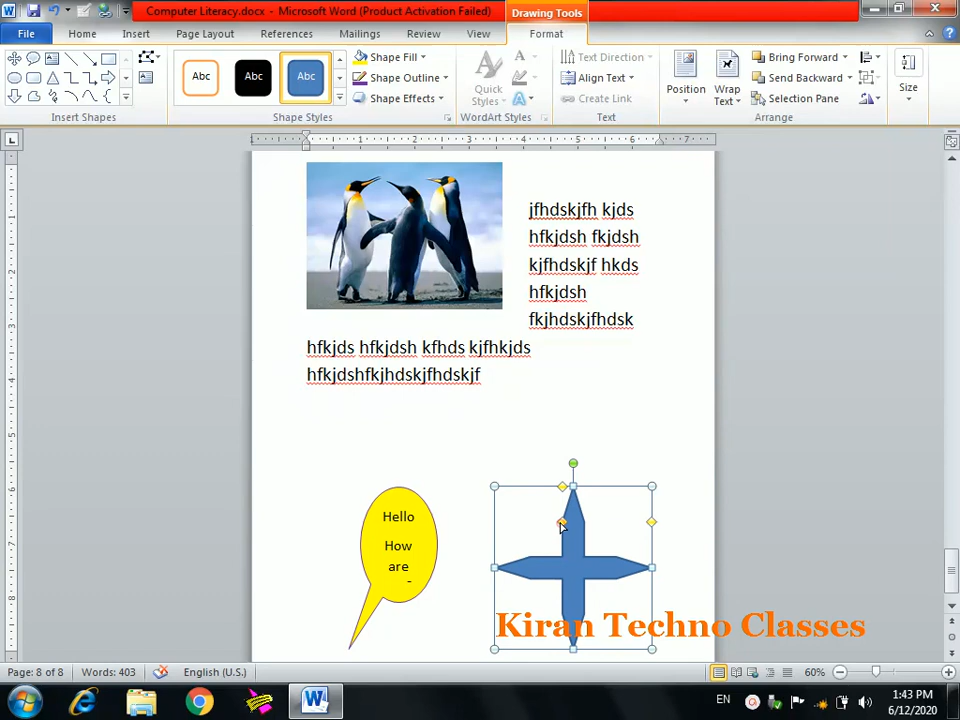 Computer Literacy.docx - Microsoft Word (Product Activation Failed)
Drawing Tools
File
Home
Insert
Page Layout
References
Mailings
Review
View
Format
Abc
Abc
Abc
Shape Fill
Shape Outline
Shape Effects
Quick
Styles
Text Direction
Align Text
Create Link
Position
Wrap
Text
Bring Forward
Send Backward
Selection Pane
Size
Insert Shapes
Shape Styles
WordArt Styles
Text
Arrange
jfhdskjfh kjds
hfkjdsh fkjdsh
kjfhdskjf hkds
hfkjdsh
fkjhdskjfhdsk
hfkjds hfkjdsh kfhds kjfhkjds
hfkjdshfkjhdskjfhdskjf
Hello
How
are
Kiran Techno Classes
Page: 8 of 8
Words: 403
English (U.S.)
60%
EN
1:43 PM
6/12/2020